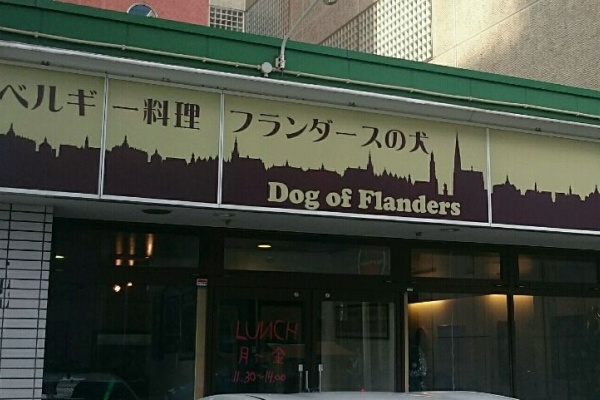 ベルギー料理 フランダースの犬
Dog of Flanders
LUNCH
月〜金
11.30〜14.00